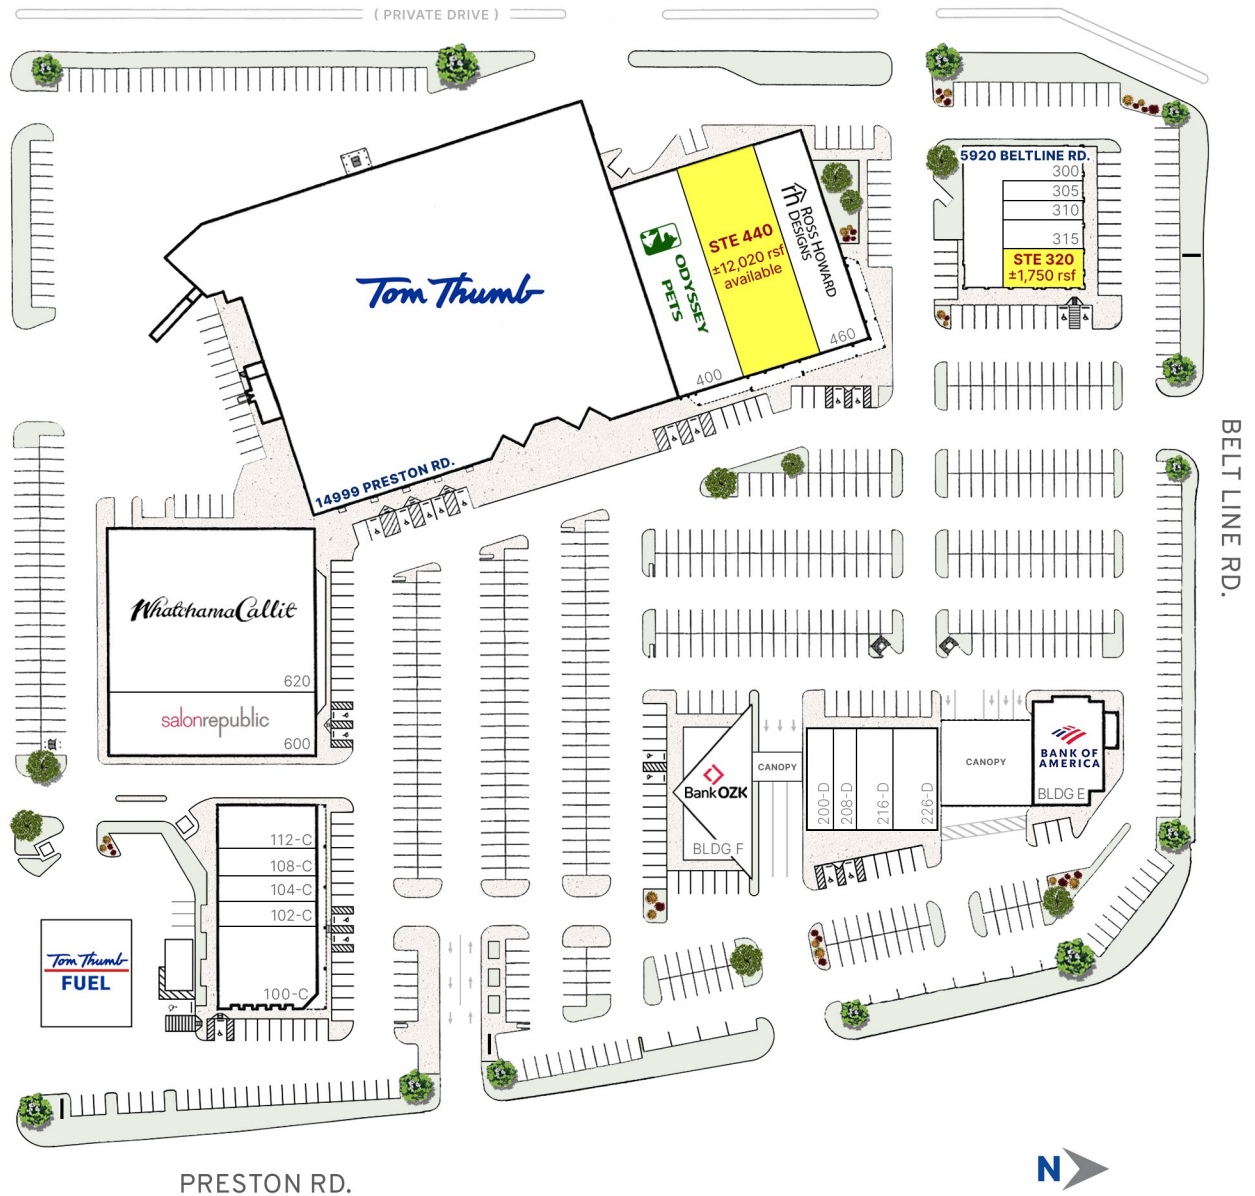 ( PRIVATE DRIVE )
5920 BELTLINE RD.
300
305
310
315
STE 320
±1,750 rsf
Tom Thumb
ODYSSEY
PETS
400
STE 440
±12,020 rsf
available
rh
ROSS HOWARD
DESIGNS
460
14999 PRESTON RD.
BELT LINE RD.
WhatchamaCallit
620
salonrepublic
600
BankOZK
BLDG F
CANOPY
200-D
208-D
216-D
226-D
CANOPY
BANK OF
AMERICA
BLDG E
112-C
108-C
104-C
102-C
100-C
Tom Thumb
FUEL
PRESTON RD.
N